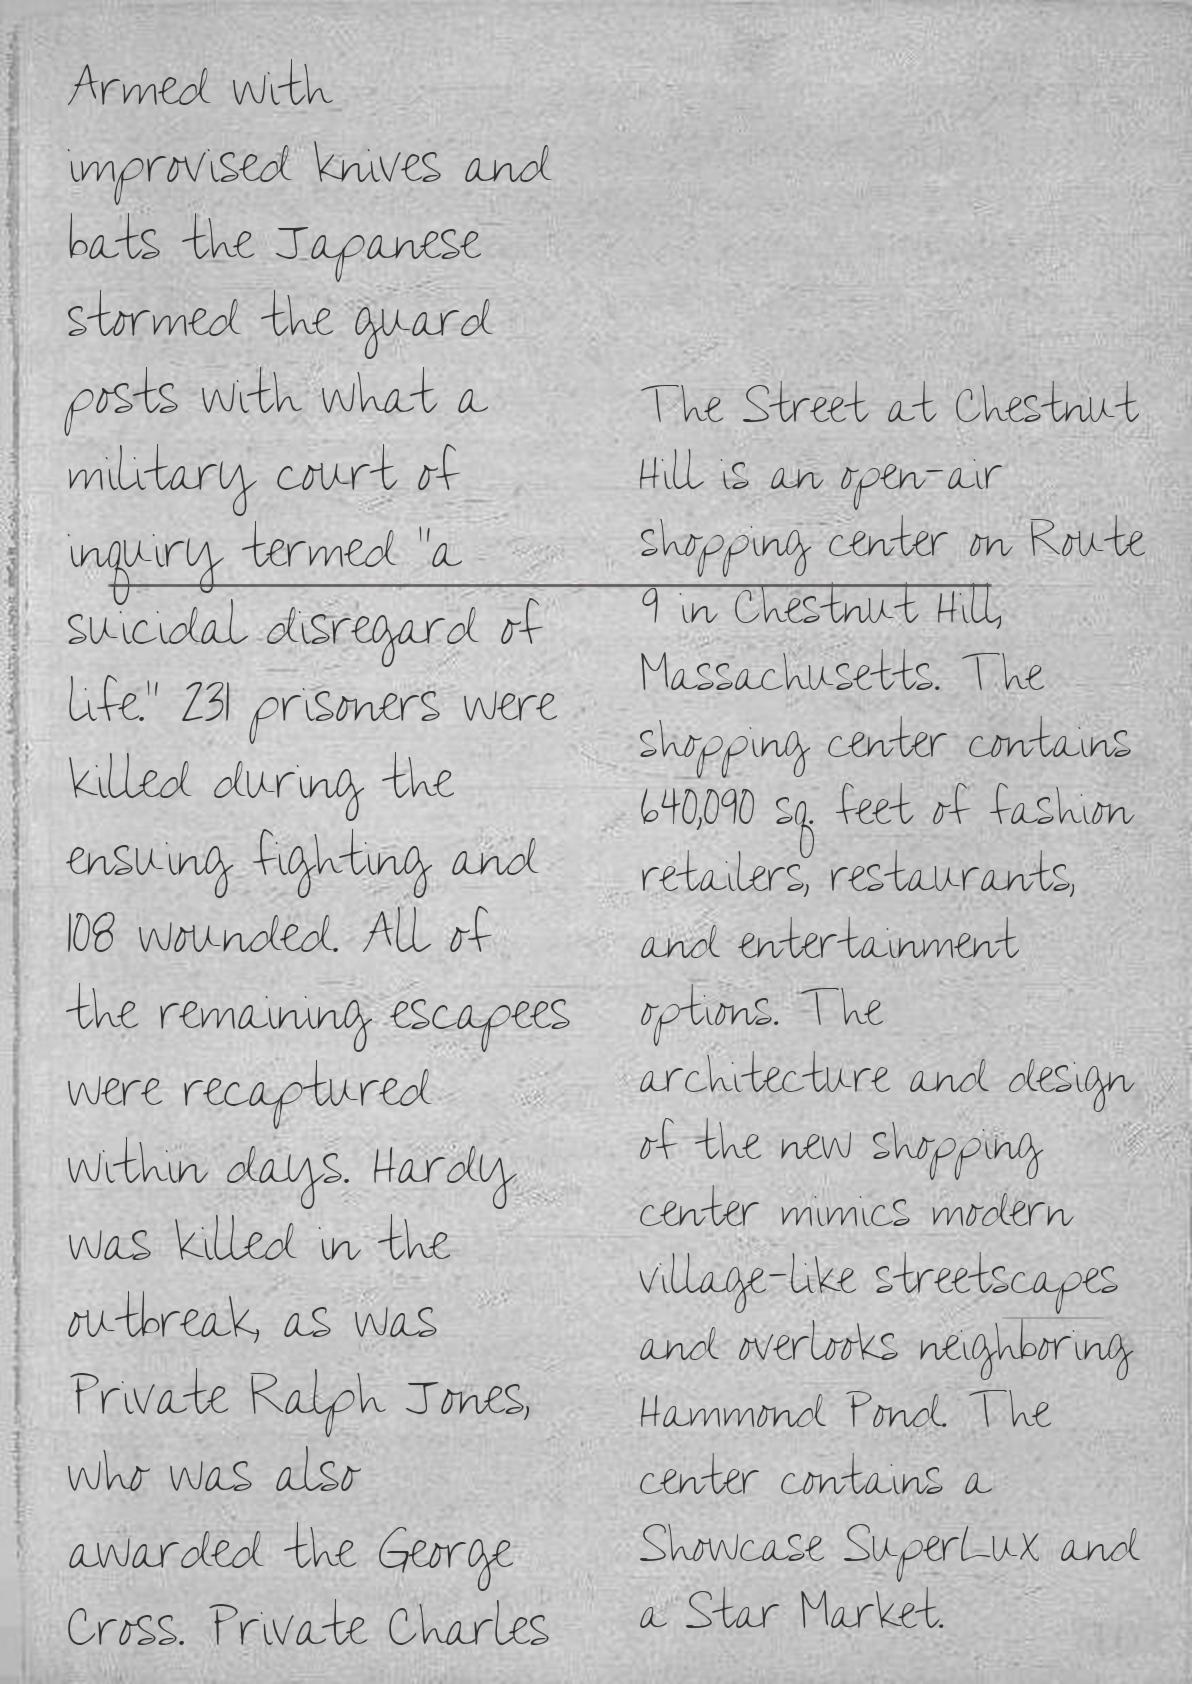 Armed with
improvised knives and
bats the Japanese
stormed the guard
posts with what a
military court of
inquiry termed "a
suicidal disregard of
life." 231 prisoners were
killed during the
ensuing fighting and
108 wounded. All of
the remaining escapees
were recaptured
within days. Hardy
was killed in the
outbreak, as was
Private Ralph Jones,
who was also
awarded the George
Cross. Private Charles
The Street at Chestnut
Hill is an open-air
shopping center on Route
9 in Chestnut Hill,
Massachusetts. The
shopping center contains
640,090 sq. feet of fashion
retailers, restaurants,
and entertainment
options. The
architecture and design
of the new shopping
center mimics modern
village-like streetscapes
and overlooks neighboring
Hammond Pond. The
center contains a
Showcase SuperLux and
a Star Market.